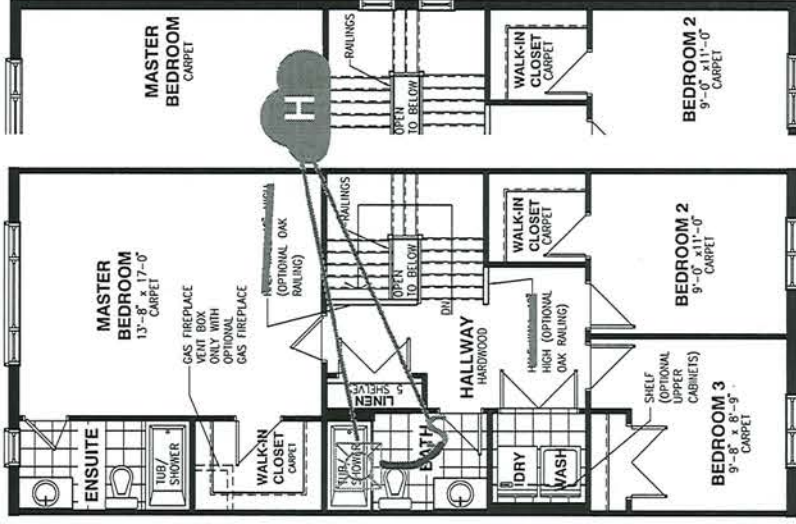 MASTER
BEDROOM
CARPET
RAILINGS
OPEN
TO BELOW
WALK-IN
CLOSET
CARPET
BEDROOM 2
9'-0" x11'-0"
CARPET
H
MASTER
BEDROOM
13'-8" x 17'-0"
CARPET
GAS FIREPLACE
VENT BOX
ONLY WITH
OPTIONAL
GAS FIREPLACE
(OPTIONAL OAK
RAILING)
RAILINGS
OPEN
TO BELOW
DN
WALK-IN
CLOSET
CARPET
BEDROOM 2
9'-0" x11'-0"
CARPET
ENSUITE
TUB/
SHOWER
WALK-IN
CLOSET
CARPET
LINEN
5 SHELVES
HALLWAY
HARDWOOD
HIGH (OPTIONAL
OAK RAILING)
TUB/
SHOWER
BATH
DRY
WASH
SHELF
(OPTIONAL
UPPER
CABINETS)
BEDROOM 3
9'-8" x 8'-9"
CARPET